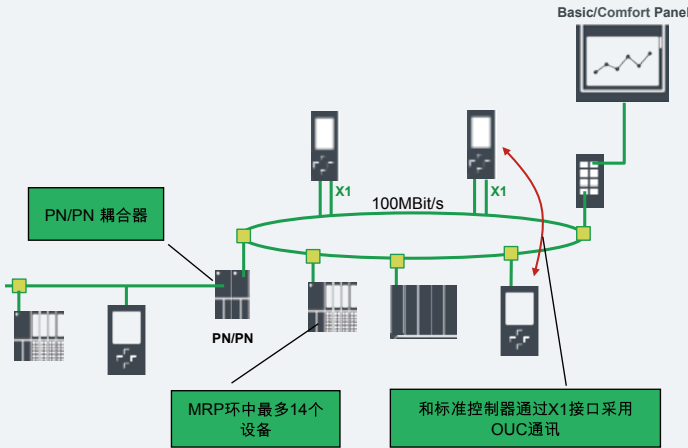 Basic/Comfort Panel
X1
X1
100MBit/s
PN/PN 耦合器
PN/PN
MRP环中最多14个
设备
和标准控制器通过X1接口采用
OUC通讯